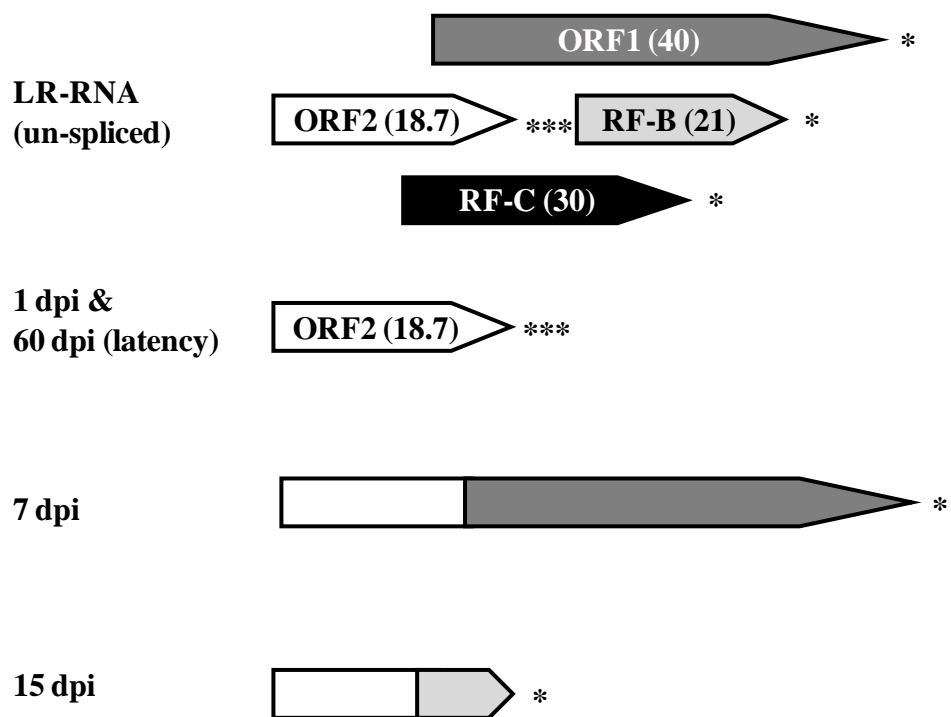 ORF1 (40) *
LR-RNA
(un-spliced)
ORF2 (18.7) *** RF-B (21) *
RF-C (30) *
1 dpi &
60 dpi (latency)
ORF2 (18.7) ***
7 dpi *
15 dpi *